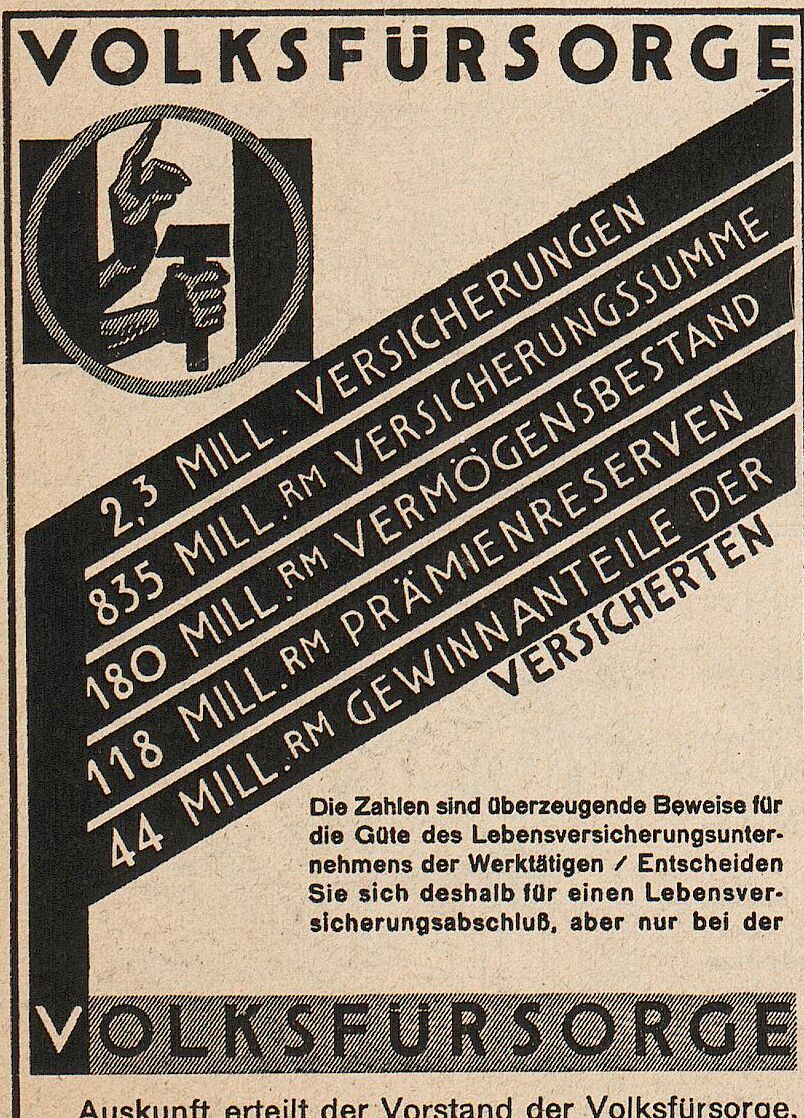 VOLKSFÜRSORGE
2,3 MILL. VERSICHERUNGEN
835 MILL. RM VERSICHERUNGSSUMME
180 MILL. RM VERMÖGENSBESTAND
118 MILL. RM PRÄMIENRESERVEN
44 MILL. RM GEWINNANTEILE DER
VERSICHERTEN
Die Zahlen sind überzeugende Beweise für
die Güte des Lebensversicherungsunter-
nehmens der Werktätigen / Entscheiden
Sie sich deshalb für einen Lebensver-
sicherungsabschluß, aber nur bei der
VOLKSFÜRSORGE
Auskunft erteilt der Vorstand der Volksfürsorge,